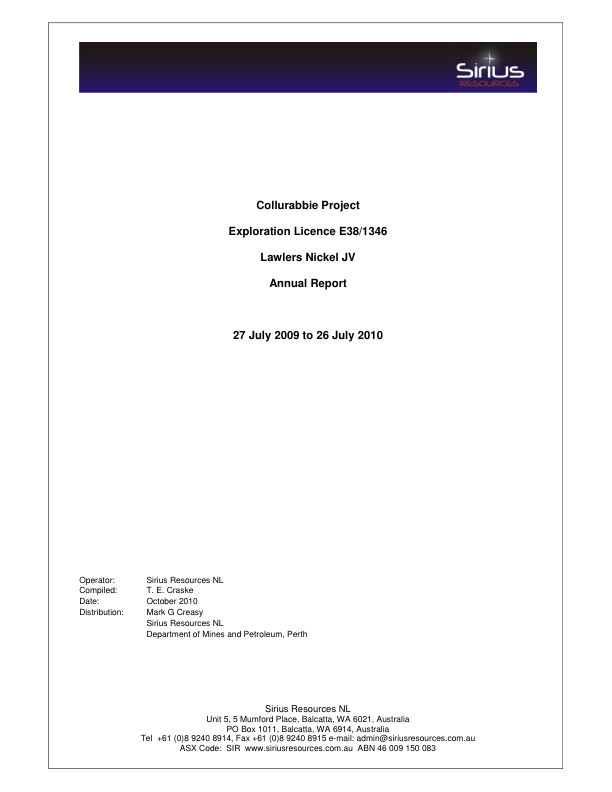 Sirius
RESOURCES
Collurabbie Project
Exploration Licence E38/1346
Lawlers Nickel JV
Annual Report
27 July 2009 to 26 July 2010
Operator: Sirius Resources NL
Compiled: T. E. Craske
Date: October 2010
Distribution: Mark G Creasy
Sirius Resources NL
Department of Mines and Petroleum, Perth
Sirius Resources NL
Unit 5, 5 Mumford Place, Balcatta, WA 6021, Australia
PO Box 1011, Balcatta, WA 6914, Australia
Tel +61 (0)8 9240 8914, Fax +61 (0)8 9240 8915 e-mail: admin@siriusresources.com.au
ASX Code: SIR www.siriusresources.com.au ABN 46 009 150 083